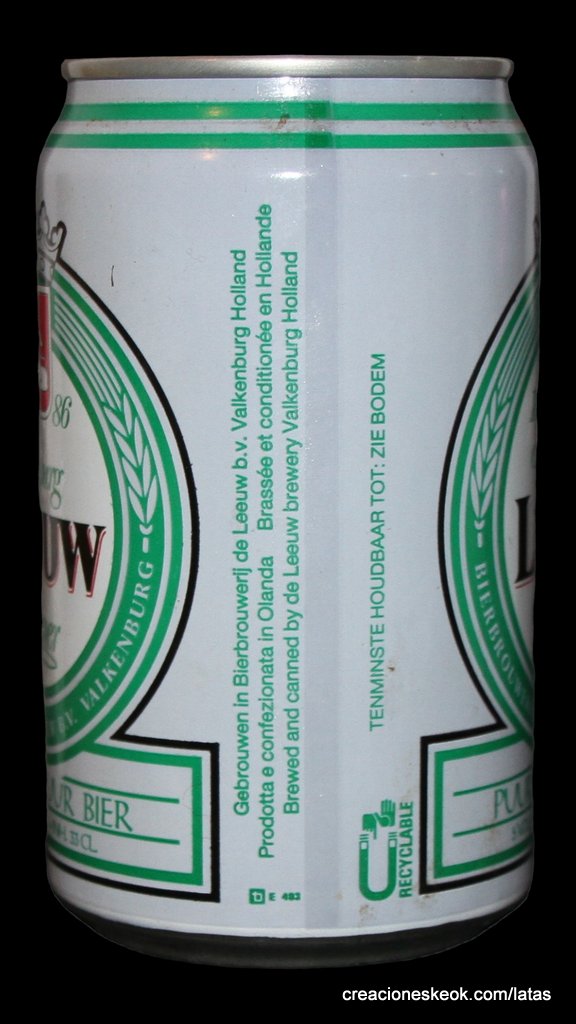 Gebrouwen in Bierbrouwerij de Leeuw b.v. Valkenburg Holland
Prodotta e confezionata in Olanda Brassée et conditionée en Hollande
Brewed and canned by de Leeuw brewery Valkenburg Holland
TENMINSTE HOUDBAAR TOT: ZIE BODEM
RECYCLABLE
E 483
86
UW
B.V. VALKENBURG
UR BIER
33 CL.
L
BIERBROUW
PUU
creacioneskeok.com/latas